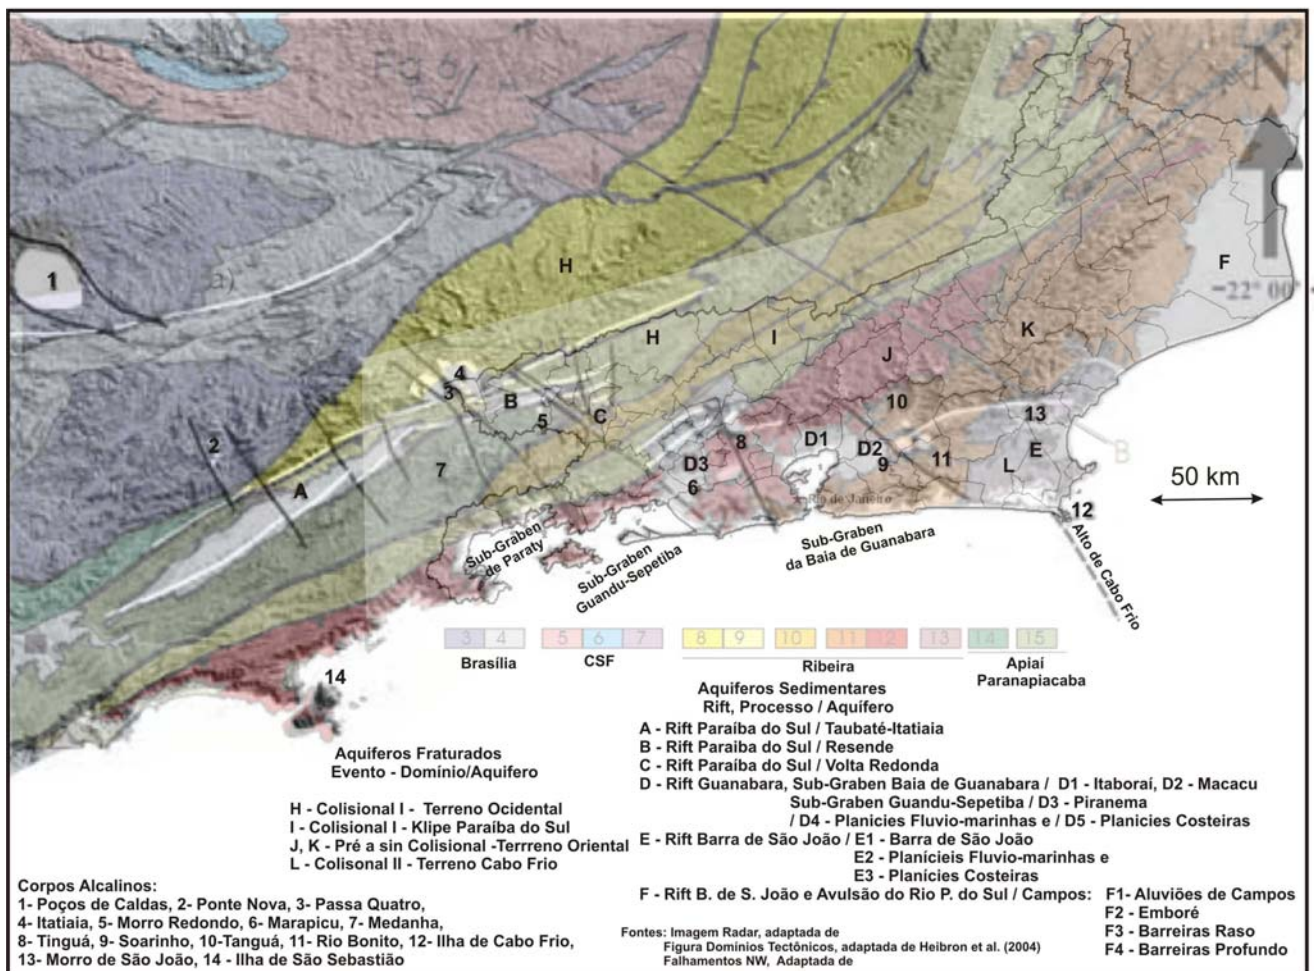 Pg 6
N
1
a)
H
F
-22° 00'
H
I
K
J
4
3
B
10
5
C
13
2
8
D1
D2
E
B
A
7
D3
9
11
L
6
Rio de Janeiro
50 km
12
Sub-Graben
de Paraty
Sub-Graben
Guandu-Sepetiba
Sub-Graben
da Baia de Guanabara
Alto de Cabo Frio
14
3 4 5 6 7 8 9 10 11 12 13 14 15
Brasília CSF Ribeira Apiaí
Paranapiacaba
Aquiferos Sedimentares
Rift, Processo / Aquífero
A - Rift Paraíba do Sul / Taubaté-Itatiaia
B - Rift Paraiba do Sul / Resende
C - Rift Paraíba do Sul / Volta Redonda
D - Rift Guanabara, Sub-Graben Baia de Guanabara / D1 - Itaboraí, D2 - Macacu
Sub-Graben Guandu-Sepetiba / D3 - Piranema
/ D4 - Planicies Fluvio-marinhas e / D5 - Planicies Costeiras
E - Rift Barra de São João / E1 - Barra de São João
E2 - Planícieis Fluvio-marinhas e
E3 - Planícies Costeiras
F - Rift B. de S. João e Avulsão do Rio P. do Sul / Campos: F1- Aluviões de Campos
F2 - Emboré
F3 - Barreiras Raso
F4 - Barreiras Profundo
Aquiferos Fraturados
Evento - Domínio/Aquifero
H - Colisional I - Terreno Ocidental
I - Colisional I - Klipe Paraíba do Sul
J, K - Pré a sin Colisional -Terrreno Oriental
L - Colisonal II - Terreno Cabo Frio
Corpos Alcalinos:
1- Poços de Caldas, 2- Ponte Nova, 3- Passa Quatro,
4- Itatiaia, 5- Morro Redondo, 6- Marapicu, 7- Medanha,
8- Tinguá, 9- Soarinho, 10-Tanguá, 11- Rio Bonito, 12- Ilha de Cabo Frio,
13- Morro de São João, 14 - Ilha de São Sebastião
Fontes: Imagem Radar, adaptada de
Figura Domínios Tectônicos, adaptada de Heibron et al. (2004)
Falhamentos NW, Adaptada de